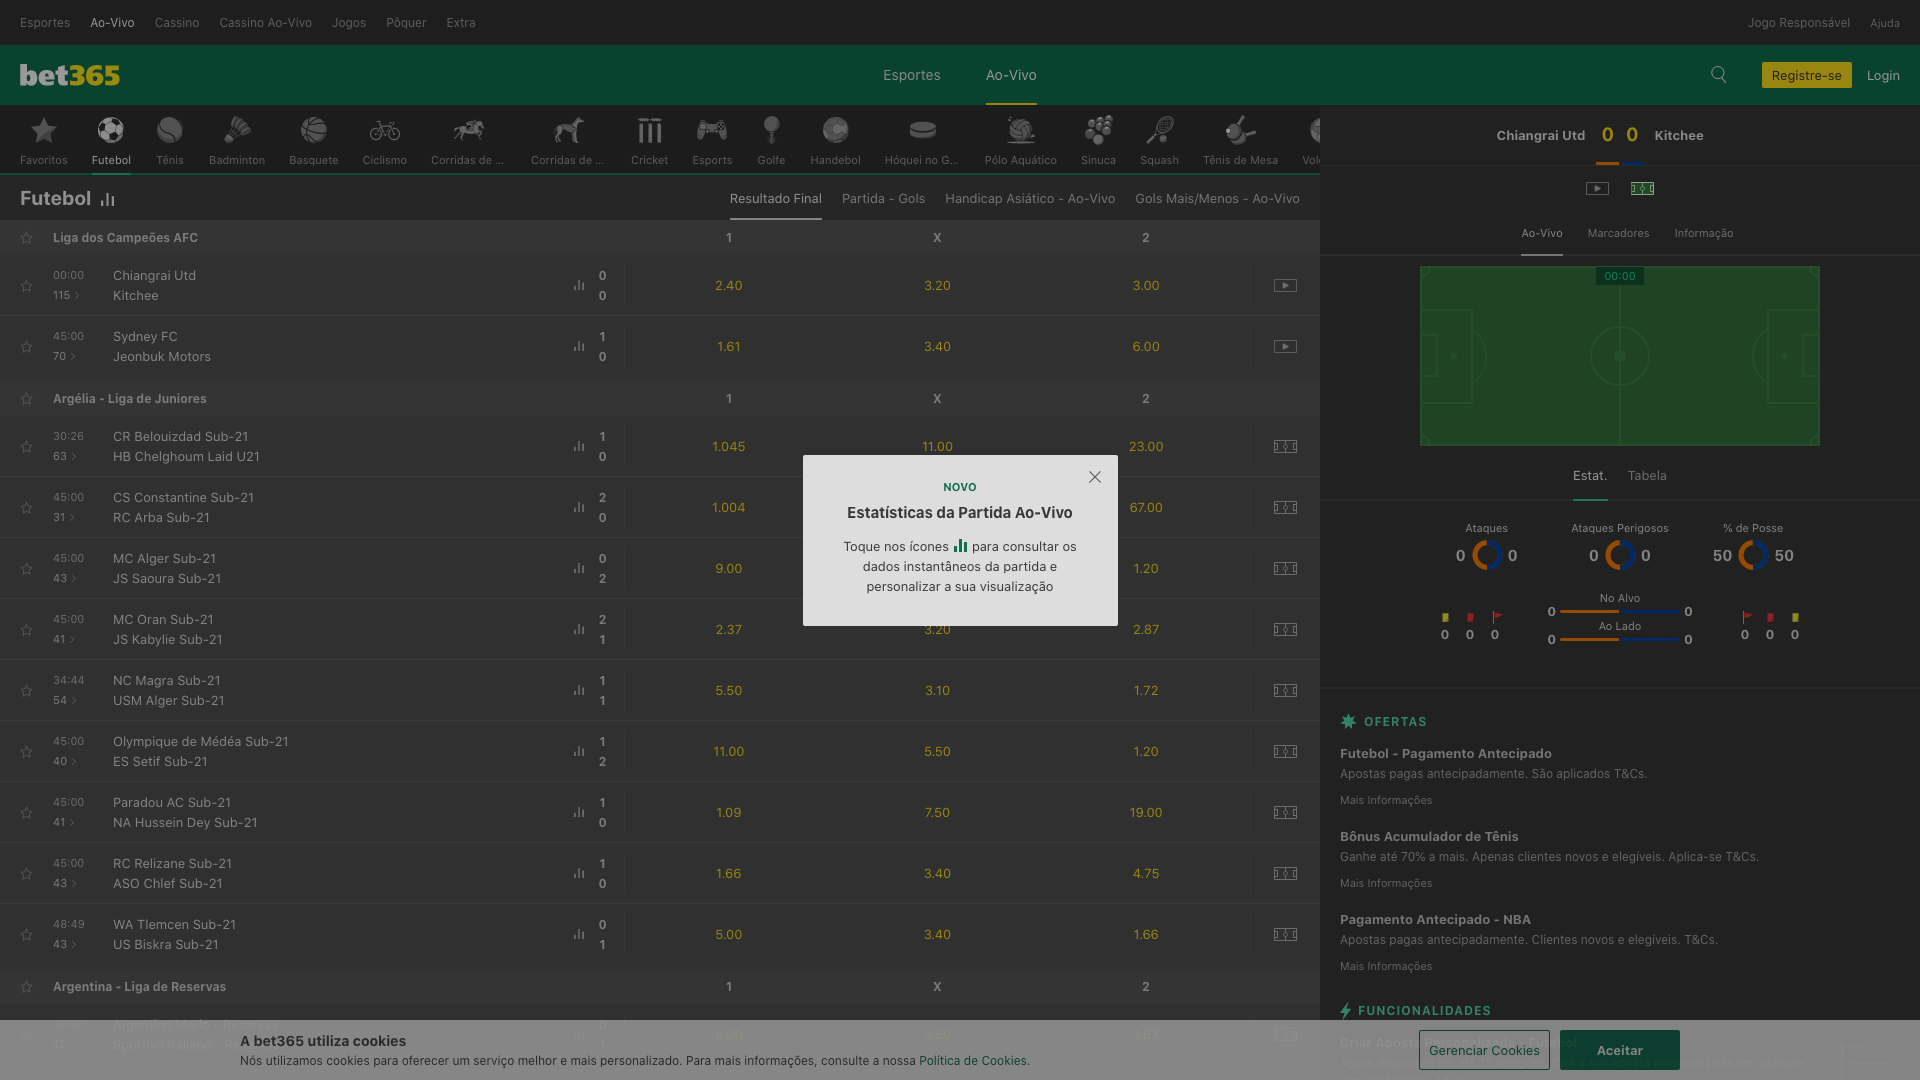 Esportes Ao-Vivo Cassino Cassino Ao-Vivo Jogos Pôquer Extra Jogo Responsável Ajuda
bet365 Esportes Ao-Vivo Registre-se Login
Favoritos Futebol Tênis Badminton Basquete Ciclismo Corridas de ... Corridas de ... Cricket Esports Golfe Handebol Hóquei no G... Pólo Aquático Sinuca Squash Tênis de Mesa
Futebol Resultado Final Partida - Gols Handicap Asiático - Ao-Vivo Gols Mais/Menos - Ao-Vivo
Liga dos Campeões AFC 1 X 2
00:00 Chiangrai Utd 0
115 Kitchee 0
2.40 3.20 3.00
45:00 Sydney FC 1
70 Jeonbuk Motors 0
1.61 3.40 6.00
Argélia - Liga de Juniores 1 X 2
30:26 CR Belouizdad Sub-21 1
63 HB Chelghoum Laid U21 0
1.045 11.00 23.00
45:00 CS Constantine Sub-21 2
31 RC Arba Sub-21 0
1.004 67.00
45:00 MC Alger Sub-21 0
43 JS Saoura Sub-21 2
9.00 1.20
45:00 MC Oran Sub-21 2
41 JS Kabylie Sub-21 1
2.37 3.20 2.87
34:44 NC Magra Sub-21 1
54 USM Alger Sub-21 1
5.50 3.10 1.72
45:00 Olympique de Médéa Sub-21 1
40 ES Setif Sub-21 2
11.00 5.50 1.20
45:00 Paradou AC Sub-21 1
41 NA Hussein Dey Sub-21 0
1.09 7.50 19.00
45:00 RC Relizane Sub-21 1
43 ASO Chlef Sub-21 0
1.66 3.40 4.75
48:49 WA Tlemcen Sub-21 0
43 US Biskra Sub-21 1
5.00 3.40 1.66
Argentina - Liga de Reservas 1 X 2
NOVO
Estatísticas da Partida Ao-Vivo
Toque nos ícones para consultar os
dados instantâneos da partida e
personalizar a sua visualização
Chiangrai Utd 0 0 Kitchee
Ao-Vivo Marcadores Informação
00:00
Estat. Tabela
Ataques Ataques Perigosos % de Posse
0 0 0 0 50 50
No Alvo
0 0
Ao Lado
0 0
0 0 0 0 0 0
OFERTAS
Futebol - Pagamento Antecipado
Apostas pagas antecipadamente. São aplicados T&Cs.
Mais Informações
Bônus Acumulador de Tênis
Ganhe até 70% a mais. Apenas clientes novos e elegíveis. Aplica-se T&Cs.
Mais Informações
Pagamento Antecipado - NBA
Apostas pagas antecipadamente. Clientes novos e elegíveis. T&Cs.
Mais Informações
FUNCIONALIDADES
A bet365 utiliza cookies
Nós utilizamos cookies para oferecer um serviço melhor e mais personalizado. Para mais informações, consulte a nossa Política de Cookies.
Gerenciar Cookies Aceitar